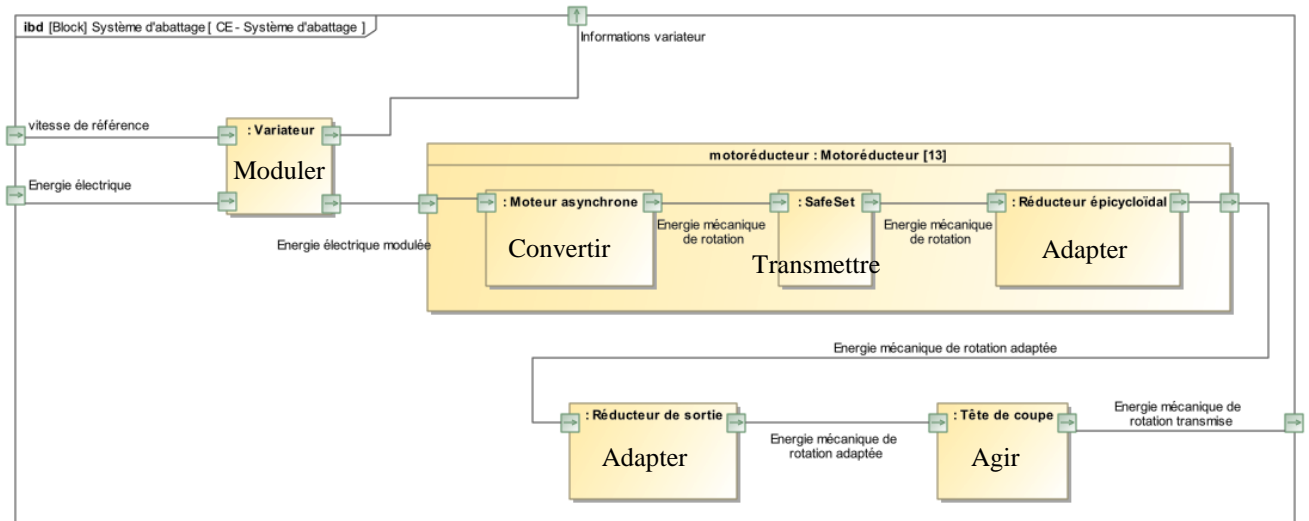 ibd [Block] Système d'abattage [ CE - Système d'abattage ]
Informations variateur
vitesse de référence
: Variateur
Moduler
Energie électrique
Energie électrique modulée
motoréducteur : Motoréducteur [13]
: Moteur asynchrone
Convertir
Energie mécanique
de rotation
: SafeSet
Transmettre
Energie mécanique
de rotation
: Réducteur épicycloïdal
Adapter
Energie mécanique de rotation adaptée
: Réducteur de sortie
Adapter
Energie mécanique de
rotation adaptée
: Tête de coupe
Agir
Energie mécanique de
rotation transmise